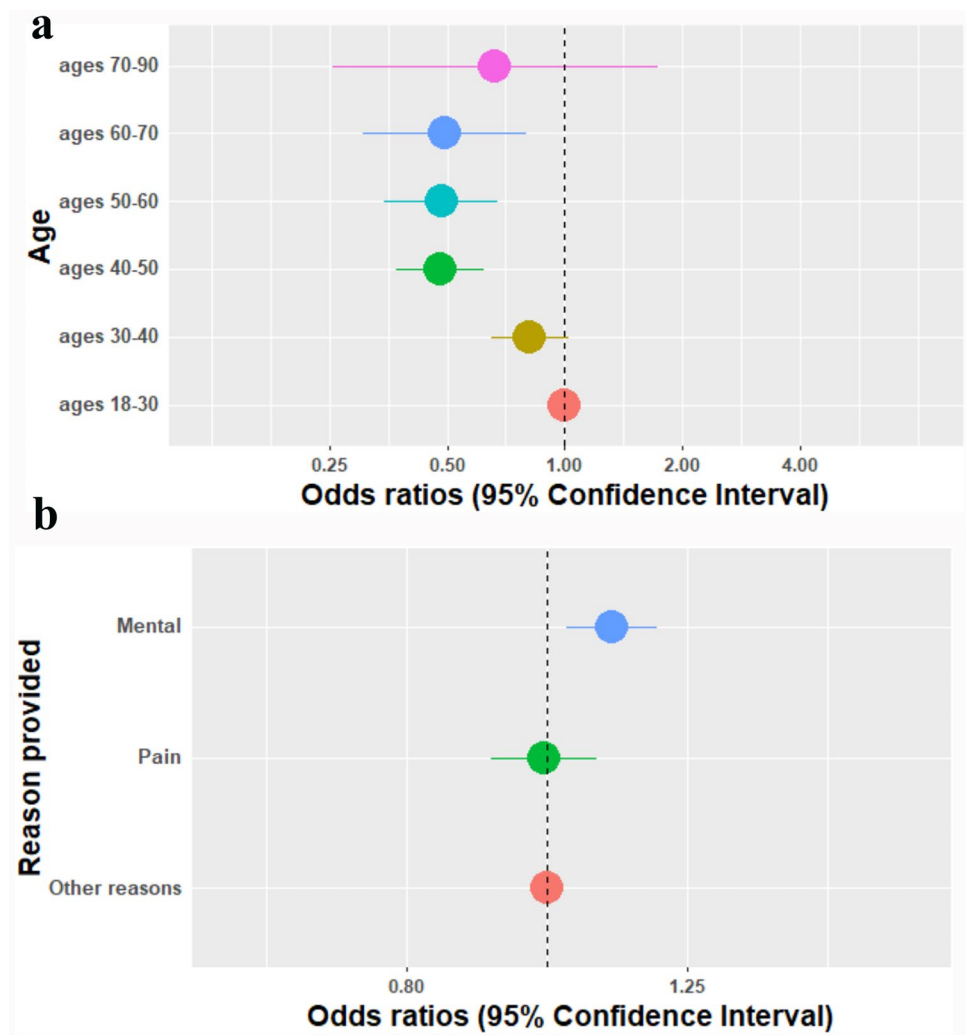 a
Age
ages 70-90
ages 60-70
ages 50-60
ages 40-50
ages 30-40
ages 18-30
0.25 0.50 1.00 2.00 4.00
Odds ratios (95% Confidence Interval)
b
Reason provided
Mental
Pain
Other reasons
0.80 1.25
Odds ratios (95% Confidence Interval)